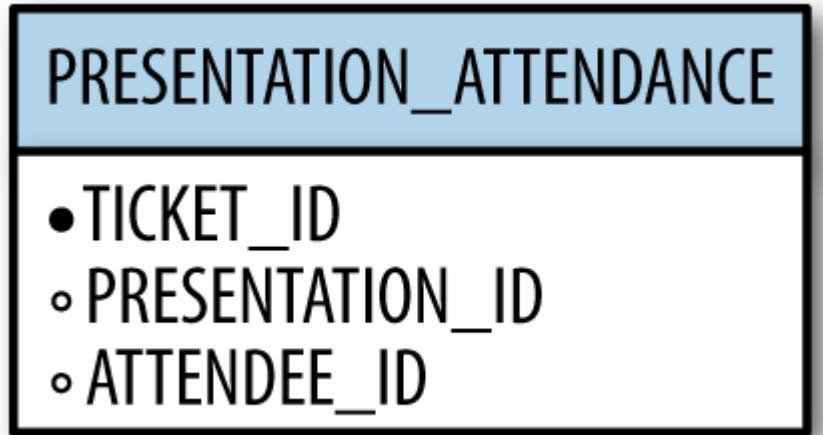 PRESENTATION_ATTENDANCE
•TICKET_ID
◦PRESENTATION_ID
◦ATTENDEE_ID